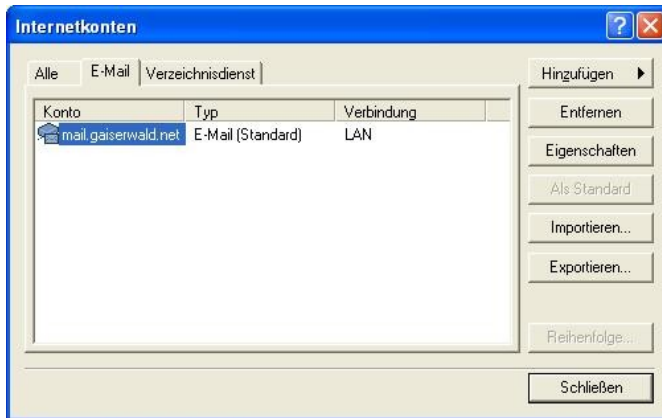 Internetkonten
Alle E-Mail Verzeichnisdienst
Hinzufügen
Konto Typ Verbindung
mail.gaiserwald.net E-Mail (Standard) LAN
Entfernen
Eigenschaften
Als Standard
Importieren...
Exportieren...
Reihenfolge...
Schließen